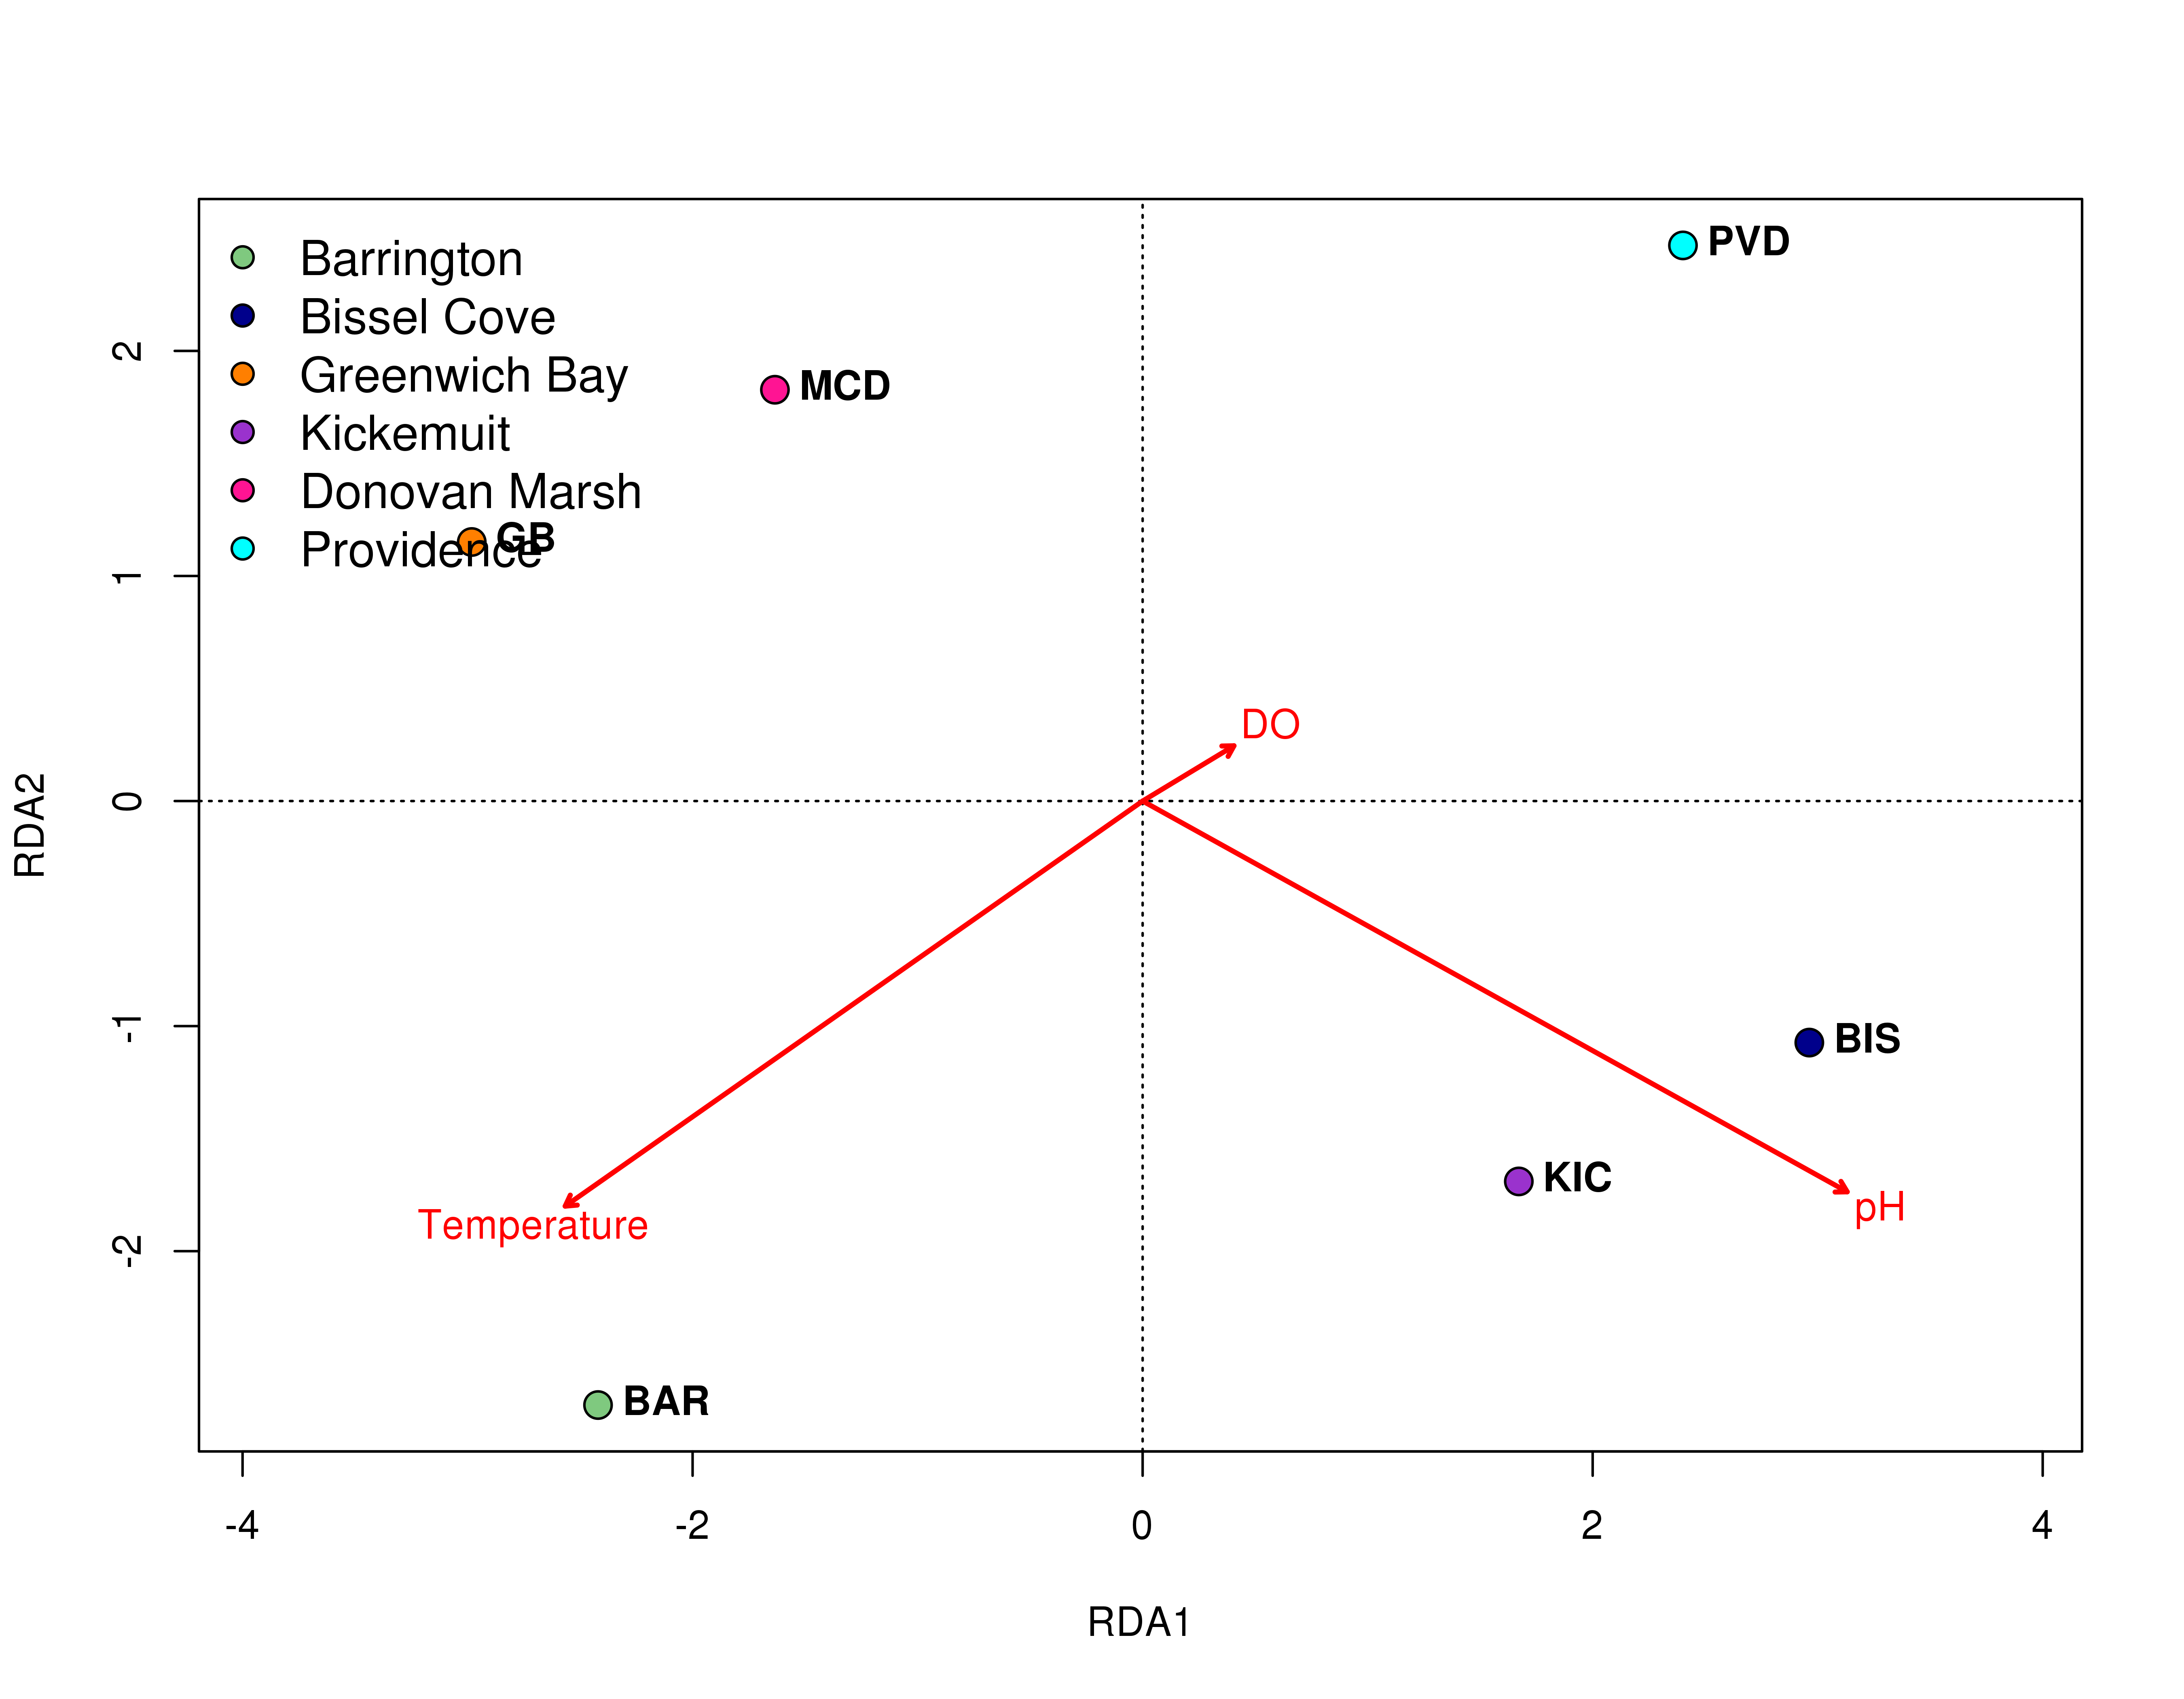 PVD
Barrington
Bissel Cove
Greenwich Bay
Kickemuit
Donovan Marsh
Providence
MCD
GB
DO
BIS
KIC
pH
Temperature
BAR
2
1
0
-1
-2
RDA2
-4
-2
0
2
4
RDA1